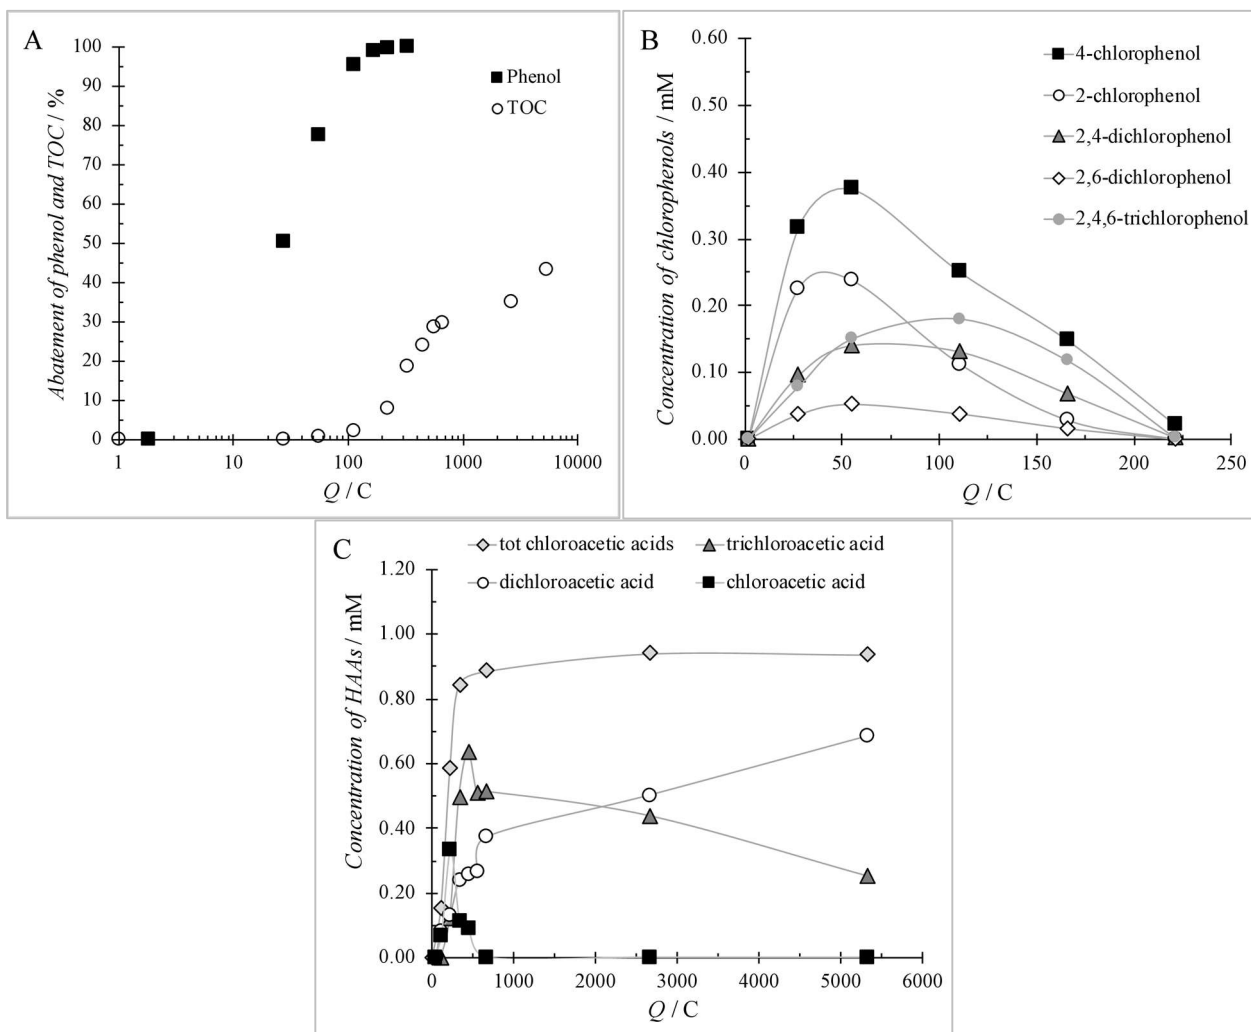 A
Abatement of phenol and TOC / %
100
90
80
70
60
50
40
30
20
10
0
1
10
100
1000
10000
Q / C
Phenol
TOC
B
Concentration of chlorophenols / mM
0.60
0.50
0.40
0.30
0.20
0.10
0.00
0
50
100
150
200
250
Q / C
4-chlorophenol
2-chlorophenol
2,4-dichlorophenol
2,6-dichlorophenol
2,4,6-trichlorophenol
C
tot chloroacetic acids
trichloroacetic acid
dichloroacetic acid
chloroacetic acid
Concentration of HAAs / mM
1.20
1.00
0.80
0.60
0.40
0.20
0.00
0
1000
2000
3000
4000
5000
6000
Q / C